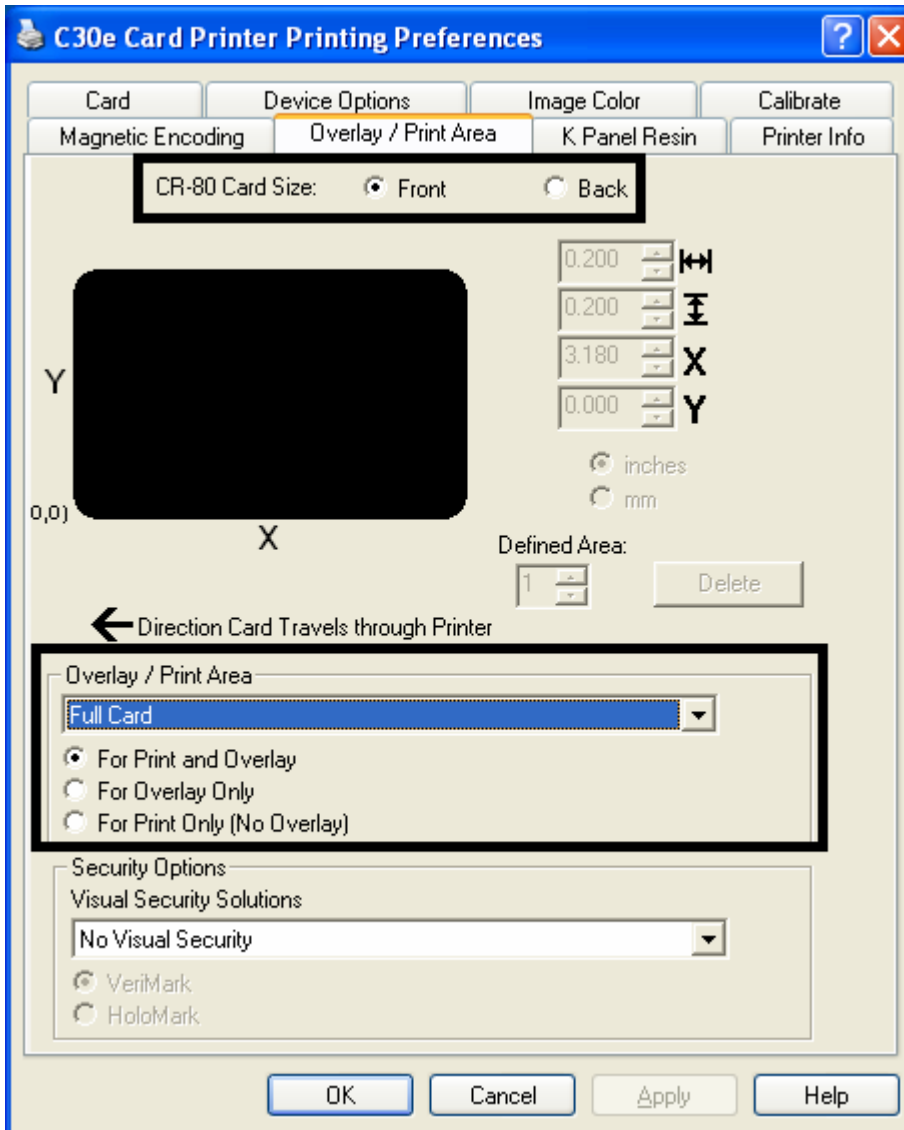 C30e Card Printer Printing Preferences
Card Device Options Image Color Calibrate
Magnetic Encoding Overlay / Print Area K Panel Resin Printer Info
CR-80 Card Size: Front Back
0.200
0.200
3.180 X
0.000 Y
Y
inches
mm
0,0)
X
Defined Area:
1 Delete
Direction Card Travels through Printer
Overlay / Print Area
Full Card
For Print and Overlay
For Overlay Only
For Print Only (No Overlay)
Security Options
Visual Security Solutions
No Visual Security
VeriMark
HoloMark
OK Cancel Apply Help